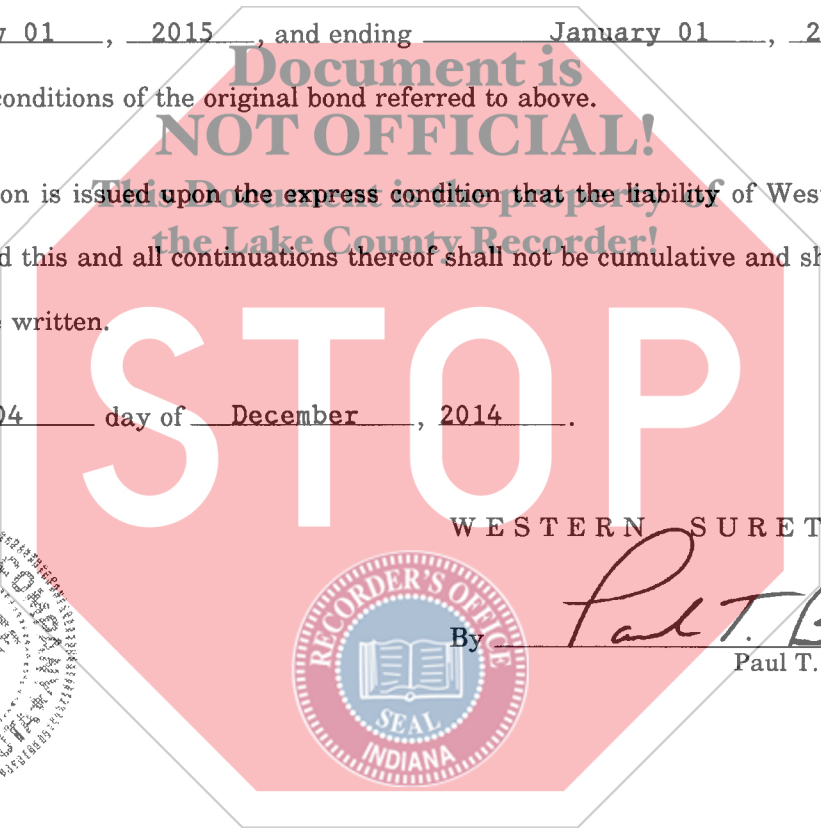 01 , 2015 , and ending January 01 ,
Document is
conditions of the original bond referred to above.
NOT OFFICIAL!
on is issued upon the express condition that the liability of
This Document is the property of
the Lake County Recorder!
this and all continuations thereof shall not be cumulative and
written.
STOP
04 day of December , 2014 .
WESTERN SURET
RECORDER'S OFFICE
SEAL
INDIANA
By Paul T.
Paul T.